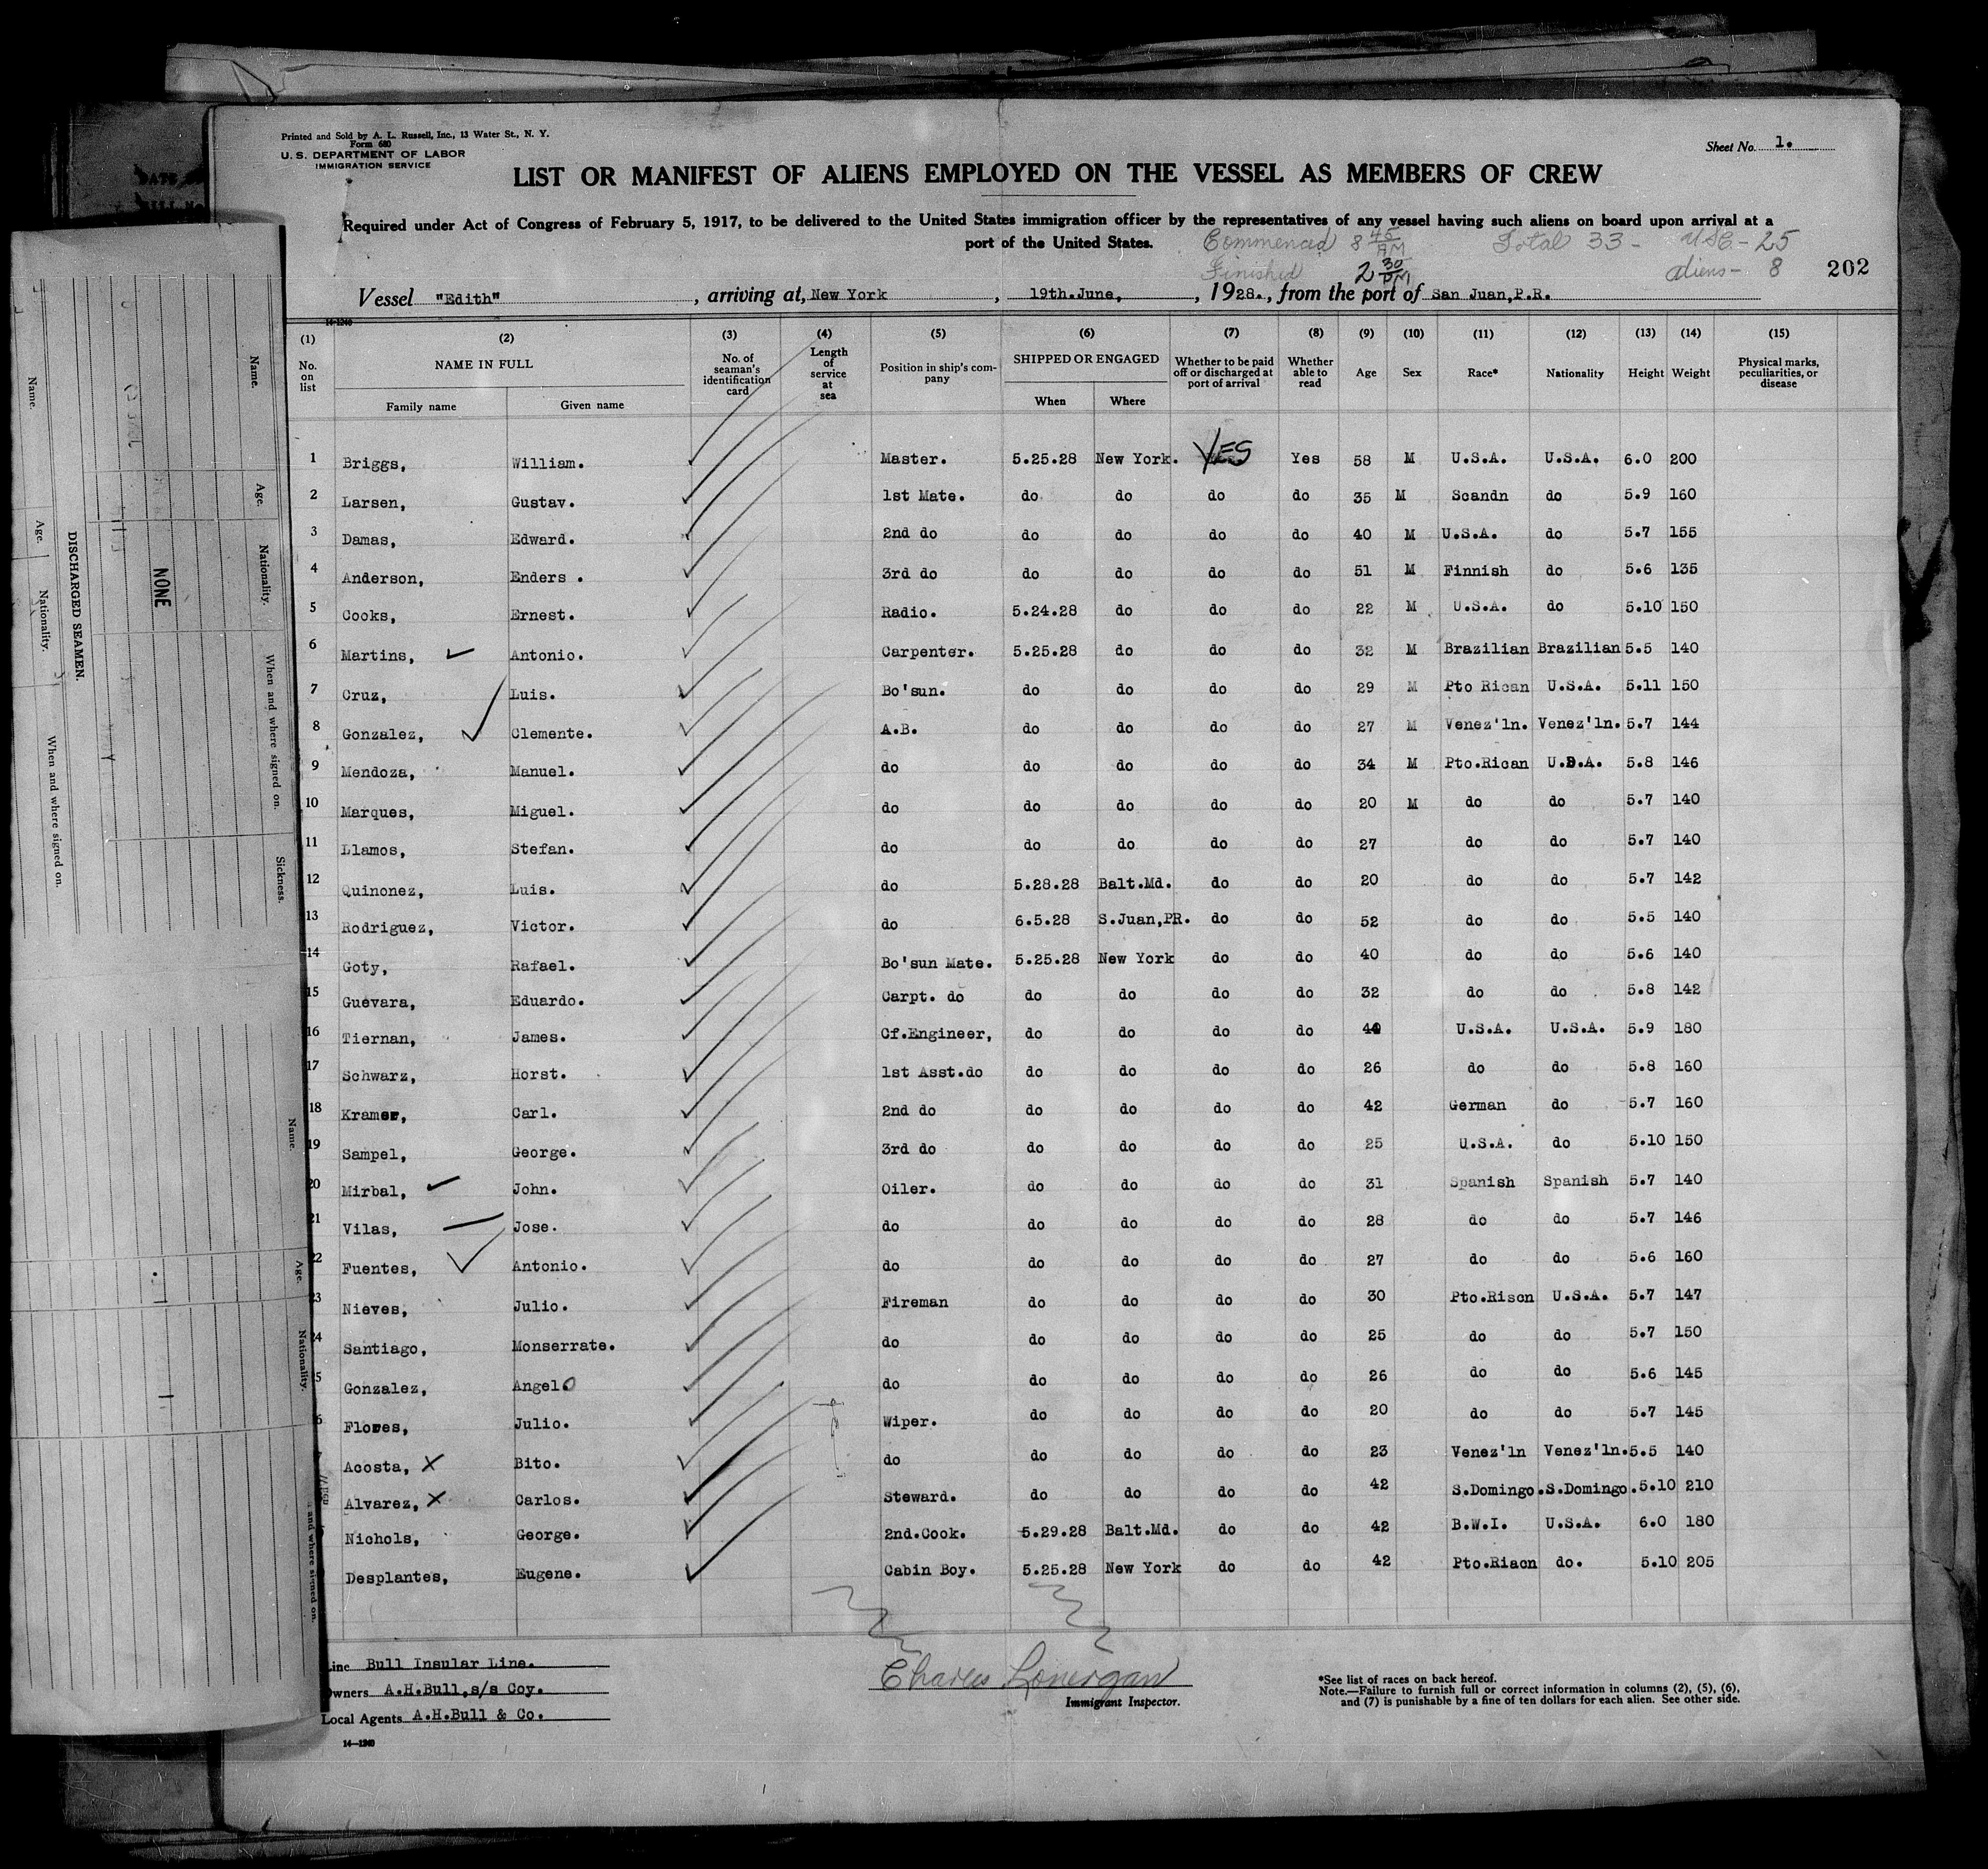 Printed and Sold by A. L. Russell, Inc., 13 Water St., N. Y.
Form 680
U. S. DEPARTMENT OF LABOR
IMMIGRATION SERVICE
Sheet No. 1.
LIST OR MANIFEST OF ALIENS EMPLOYED ON THE VESSEL AS MEMBERS OF CREW
Required under Act of Congress of February 5, 1917, to be delivered to the United States immigration officer by the representatives of any vessel having such aliens on board upon arrival at a
port of the United States.
Commenced 8 45 AM Total 33 - USC - 25
Finished 2 30 PM aliens - 8 202
Vessel "Edith", arriving at, New York, 19th.June, 1928., from the port of San Juan,P.R.
14-1240
(1) (2) (3) (4) (5) (6) (7) (8) (9) (10) (11) (12) (13) (14) (15)
No. on list NAME IN FULL Family name Given name No. of seaman's identification card Length of service at sea Position in ship's company SHIPPED OR ENGAGED When Where Whether to be paid off or discharged at port of arrival Whether able to read Age Sex Race* Nationality Height Weight Physical marks, peculiarities, or disease
1 Briggs, William. Master. 5.25.28 New York. YES Yes 58 M U.S.A. U.S.A. 6.0 200
2 Larsen, Gustav. 1st Mate. do do do do 35 M Scandn do 5.9 160
3 Damas, Edward. 2nd do do do do do 40 M U.S.A. do 5.7 155
4 Anderson, Enders . 3rd do do do do do 51 M Finnish do 5.6 135
5 Cooks, Ernest. Radio. 5.24.28 do do do 22 M U.S.A. do 5.10 150
6 Martins, Antonio. Carpenter. 5.25.28 do do do 32 M Brazilian Brazilian 5.5 140
7 Cruz, Luis. Bo'sun. do do do do 29 M Pto Rican U.S.A. 5.11 150
8 Gonzalez, Clemente. A.B. do do do do 27 M Venez'ln. Venez'ln. 5.7 144
9 Mendoza, Manuel. do do do do do 34 M Pto.Rican U.S.A. 5.8 146
10 Marques, Miguel. do do do do do 20 M do do 5.7 140
11 Llamos, Stefan. do do do do do 27 do do 5.7 140
12 Quinonez, Luis. do 5.28.28 Balt.Md. do do 20 do do 5.7 142
13 Rodriguez, Victor. do 6.5.28 S.Juan,PR. do do 52 do do 5.5 140
14 Goty, Rafael. Bo'sun Mate. 5.25.28 New York do do 40 do do 5.6 140
15 Guevara, Eduardo. Carpt. do do do do do 32 do do 5.8 142
16 Tiernan, James. Cf.Engineer, do do do do 44 U.S.A. U.S.A. 5.9 180
17 Schwarz, Horst. 1st Asst.do do do do do 26 do do 5.8 160
18 Kramer, Carl. 2nd do do do do do 42 German do 5.7 160
19 Sampel, George. 3rd do do do do do 25 U.S.A. do 5.10 150
20 Mirbal, John. Oiler. do do do do 31 Spanish Spanish 5.7 140
21 Vilas, Jose. do do do do do 28 do do 5.7 146
22 Fuentes, Antonio. do do do do do 27 do do 5.6 160
23 Nieves, Julio. Fireman do do do do 30 Pto.Riscn U.S.A. 5.7 147
24 Santiago, Monserrate. do do do do do 25 do do 5.7 150
5 Gonzalez, Angelo do do do do do 26 do do 5.6 145
6 Flores, Julio. Wiper. do do do do 20 do do 5.7 145
Acosta, X Bito. do do do do do 23 Venez'ln Venez'ln. 5.5 140
Alvarez, X Carlos. Steward. do do do do 42 S.Domingo. S.Domingo. 5.10 210
Nichols, George. 2nd.Cook. 5.29.28 Balt.Md. do do 42 B.W.I. U.S.A. 6.0 180
Desplantes, Eugene. Cabin Boy. 5.25.28 New York do do 42 Pto.Riacn do. 5.10 205
Line Bull Insular Line.
Owners A.H.Bull,s/s Coy.
Local Agents A.H.Bull & Co.
14-1240
Charles Lonergan
Immigrant Inspector.
*See list of races on back hereof.
Note.—Failure to furnish full or correct information in columns (2), (5), (6),
and (7) is punishable by a fine of ten dollars for each alien. See other side.
Name. Age. Nationality. When and where signed on.
DISCHARGED SEAMEN.
NONE
Name. Age. Nationality. When and where signed on. Sickness.
Name. Age. Nationality. and where signed on.